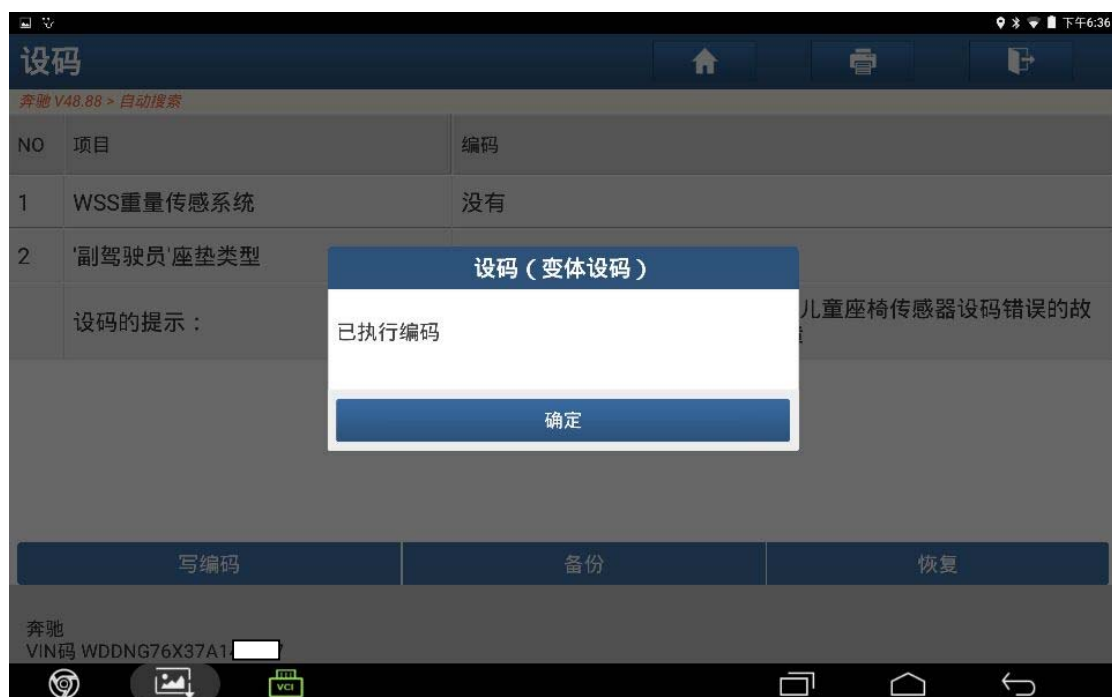 下午6:36
设码
奔驰 V48.88 > 自动搜索
NO 项目 编码
1 WSS重量传感系统 没有
2 '副驾驶员'座垫类型
设码（变体设码）
设码的提示： 儿童座椅传感器设码错误的故
已执行编码
确定
写编码 备份 恢复
奔驰
VIN码 WDDNG76X37A1
VCI